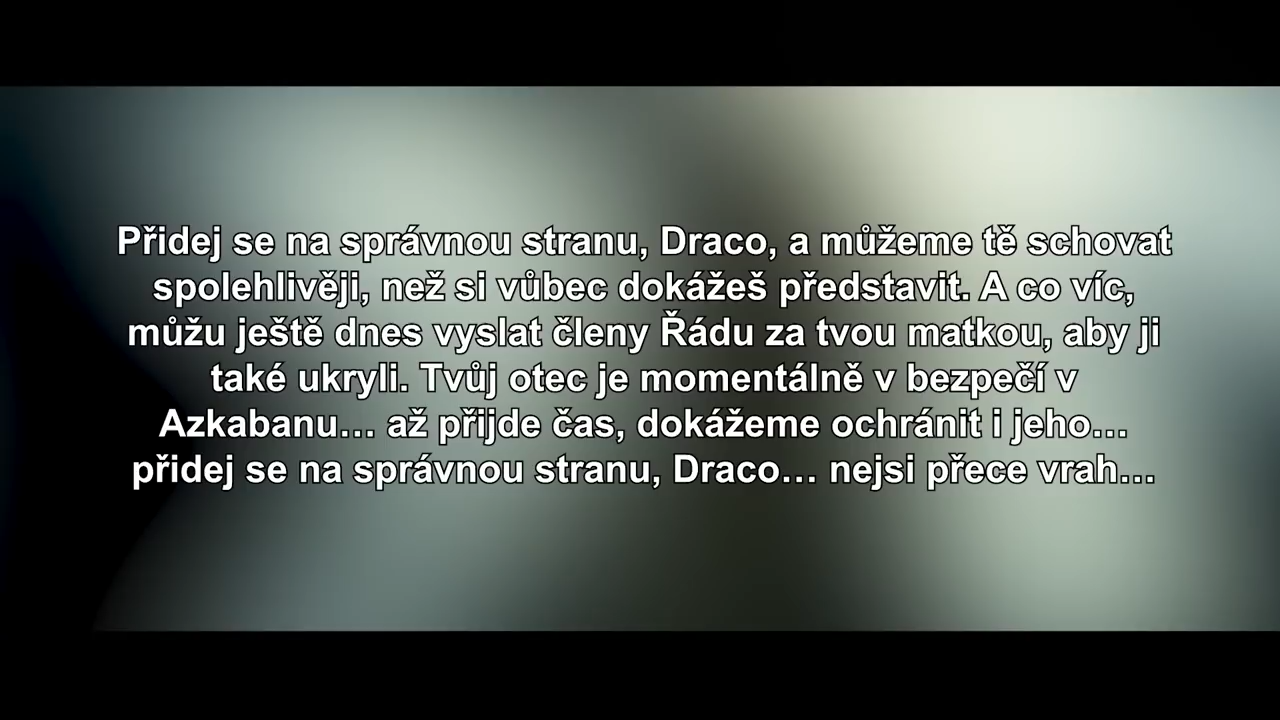 Přidej se na správnou stranu, Draco, a můžeme tě schovat
spolehlivěji, než si vůbec dokážeš představit. A co víc,
můžu ještě dnes vyslat členy Řádu za tvou matkou, aby ji
také ukryli. Tvůj otec je momentálně v bezpečí v
Azkabanu… až přijde čas, dokážeme ochránit i jeho…
přidej se na správnou stranu, Draco… nejsi přece vrah…